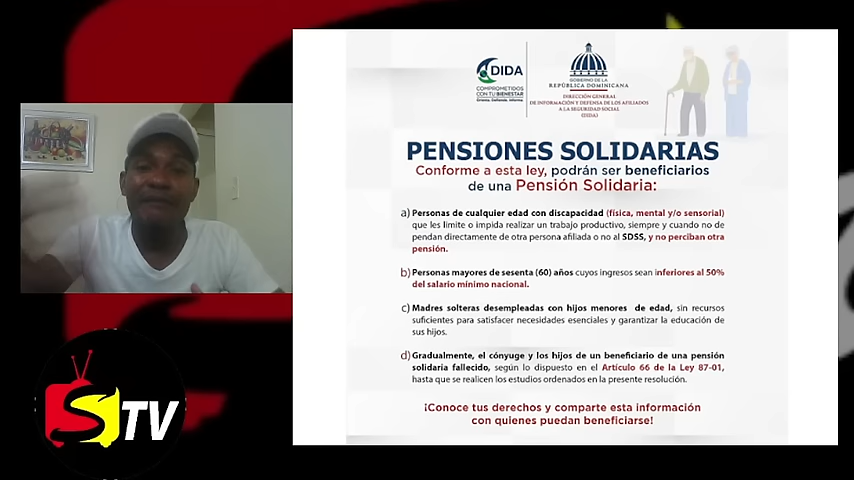 DIDA
COMPROMETIDOS
CON TU BIENESTAR
Orienta. Defiende. Informa.
GOBIERNO DE LA
REPÚBLICA DOMINICANA
DIRECCIÓN GENERAL
DE INFORMACIÓN Y DEFENSA DE LOS AFILIADOS
A LA SEGURIDAD SOCIAL
(DIDA)
PENSIONES SOLIDARIAS
Conforme a esta ley, podrán ser beneficiarios
de una Pensión Solidaria:
a) Personas de cualquier edad con discapacidad (física, mental y/o sensorial)
que les limite o impida realizar un trabajo productivo, siempre y cuando no de
pendan directamente de otra persona afiliada o no al SDSS, y no perciban otra
pensión.
b) Personas mayores de sesenta (60) años cuyos ingresos sean inferiores al 50%
del salario mínimo nacional.
c) Madres solteras desempleadas con hijos menores de edad, sin recursos
suficientes para satisfacer necesidades esenciales y garantizar la educación de
sus hijos.
d) Gradualmente, el cónyuge y los hijos de un beneficiario de una pensión
solidaria fallecido, según lo dispuesto en el Artículo 66 de la Ley 87-01,
hasta que se realicen los estudios ordenados en la presente resolución.
¡Conoce tus derechos y comparte esta información
con quienes puedan beneficiarse!
STV